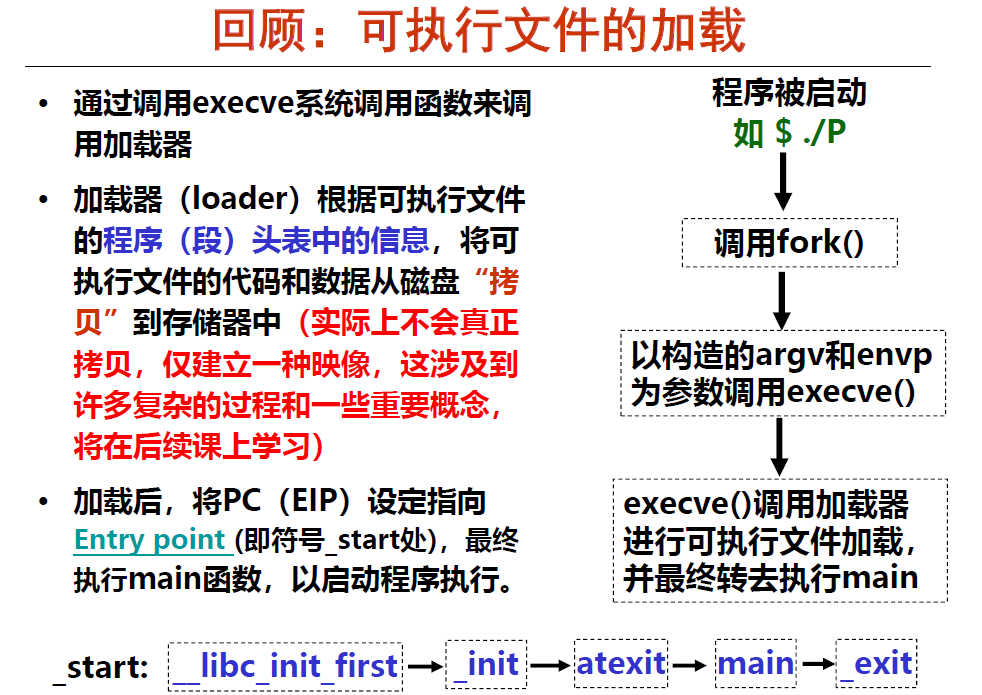 回顾：可执行文件的加载
• 通过调用execve系统调用函数来调
用加载器
• 加载器（loader）根据可执行文件
的程序（段）头表中的信息，将可
执行文件的代码和数据从磁盘“拷
贝”到存储器中（实际上不会真正
拷贝，仅建立一种映像，这涉及到
许多复杂的过程和一些重要概念，
将在后续课上学习）
• 加载后，将PC（EIP）设定指向
Entry point (即符号_start处)，最终
执行main函数，以启动程序执行。
程序被启动
如 $ ./P
调用fork()
以构造的argv和envp
为参数调用execve()
execve()调用加载器
进行可执行文件加载，
并最终转去执行main
_start: __libc_init_first _init atexit main _exit